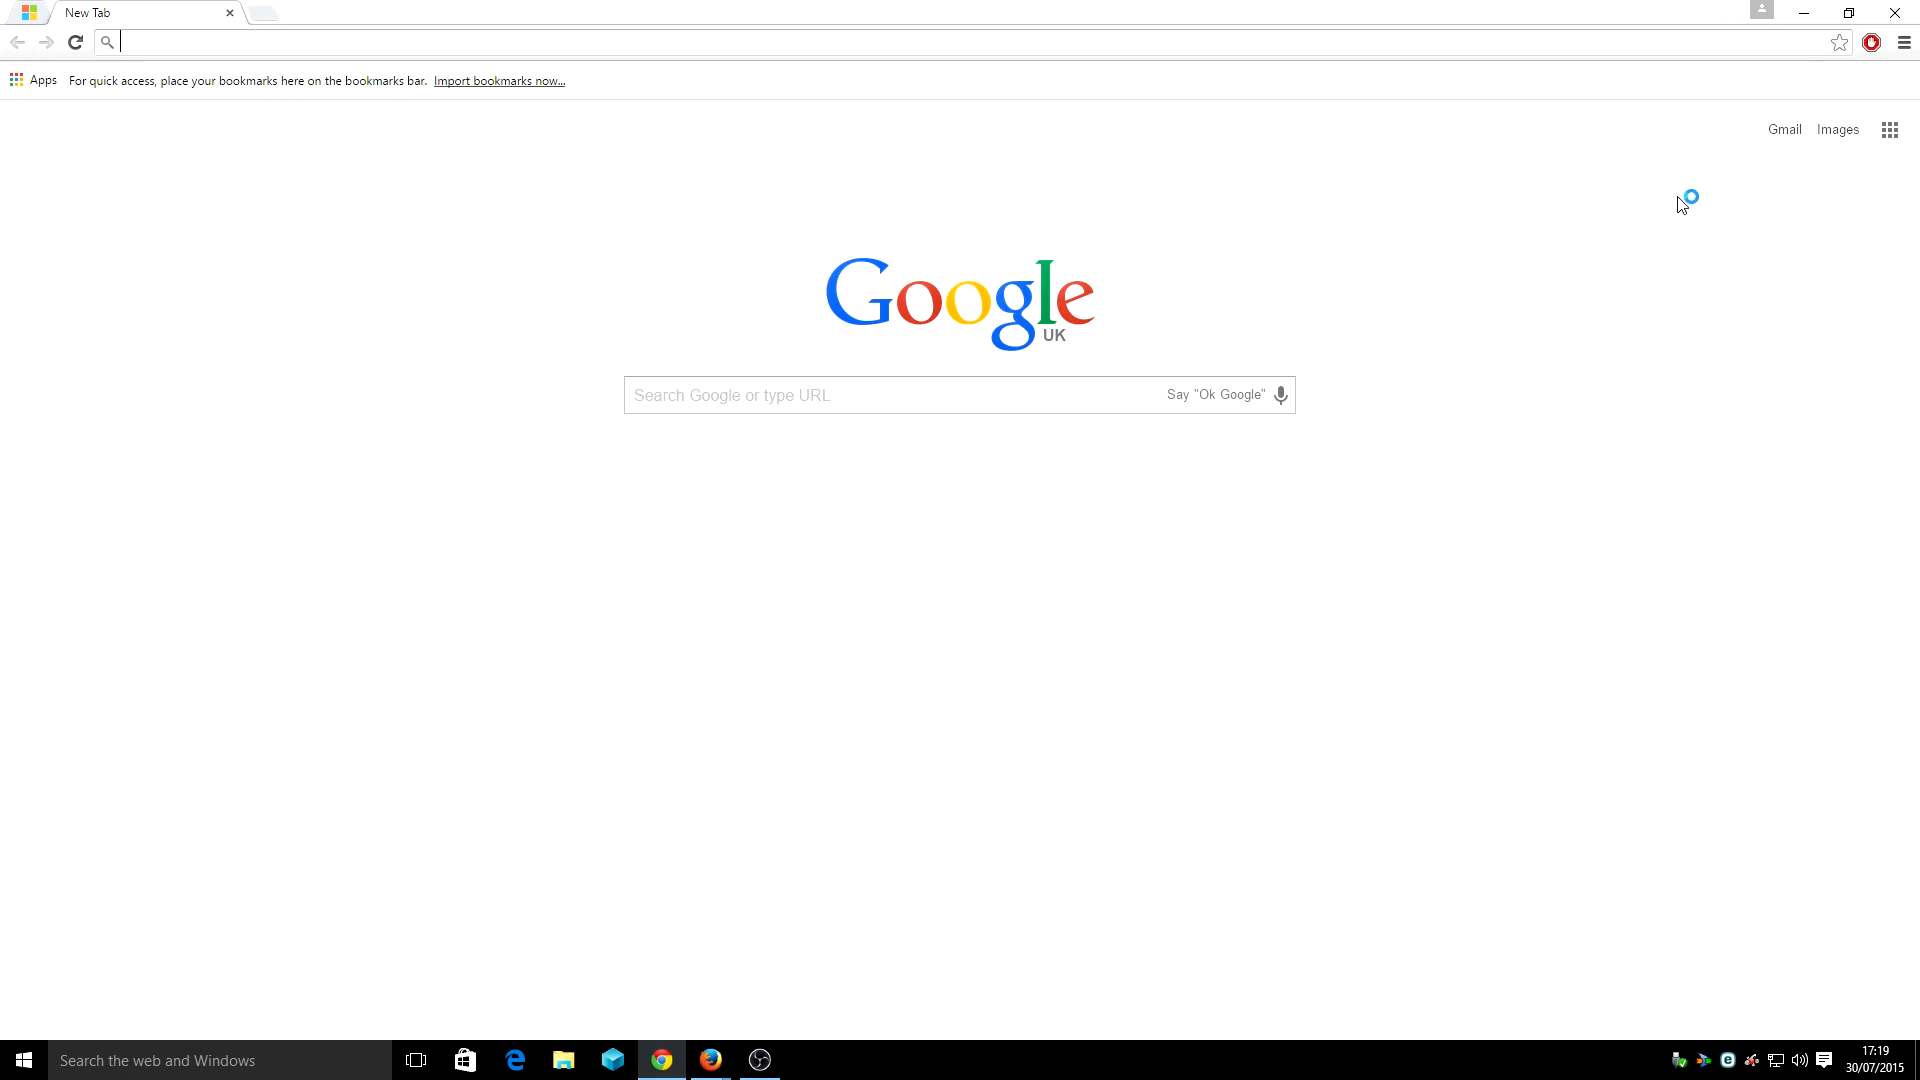 New Tab
Apps For quick access, place your bookmarks here on the bookmarks bar. Import bookmarks now...
Gmail Images
Google
UK
Search Google or type URL Say "Ok Google"
Search the web and Windows
17:19
30/07/2015